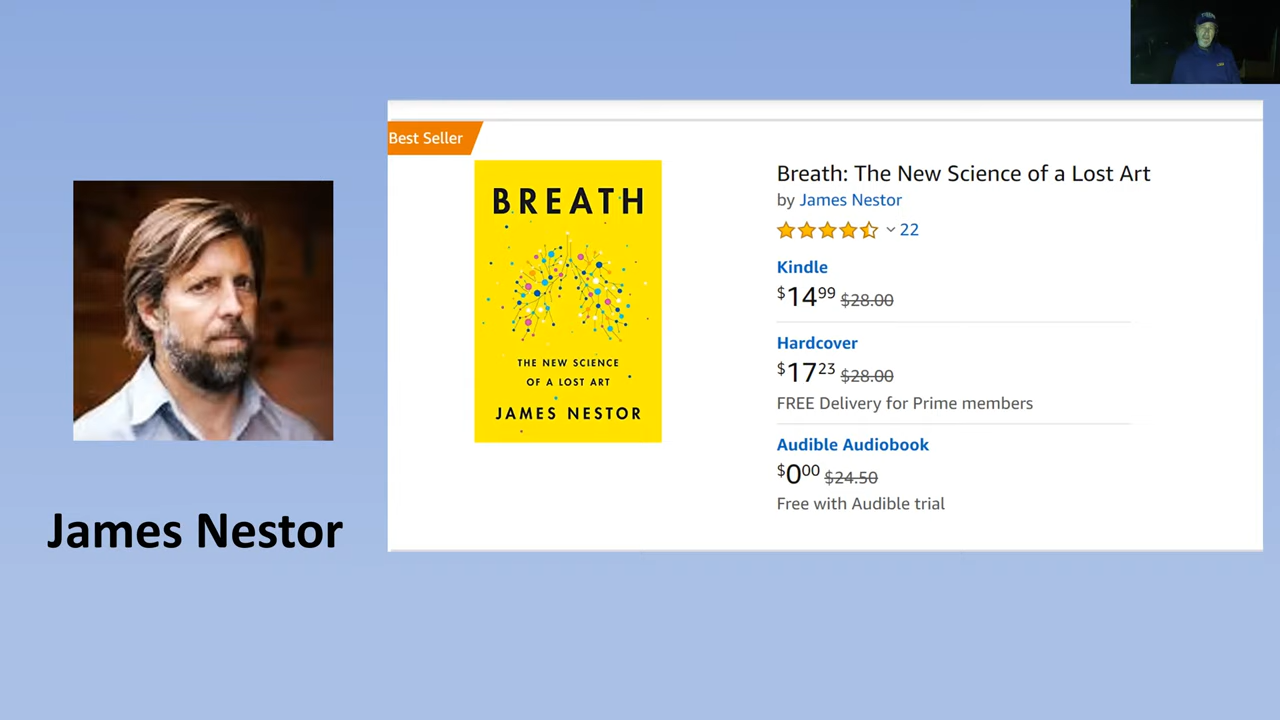 Best Seller
BREATH
THE NEW SCIENCE
OF A LOST ART
JAMES NESTOR
Breath: The New Science of a Lost Art
by James Nestor
22
Kindle
$14.99 $28.00
Hardcover
$17.23 $28.00
FREE Delivery for Prime members
Audible Audiobook
$0.00 $24.50
Free with Audible trial
James Nestor